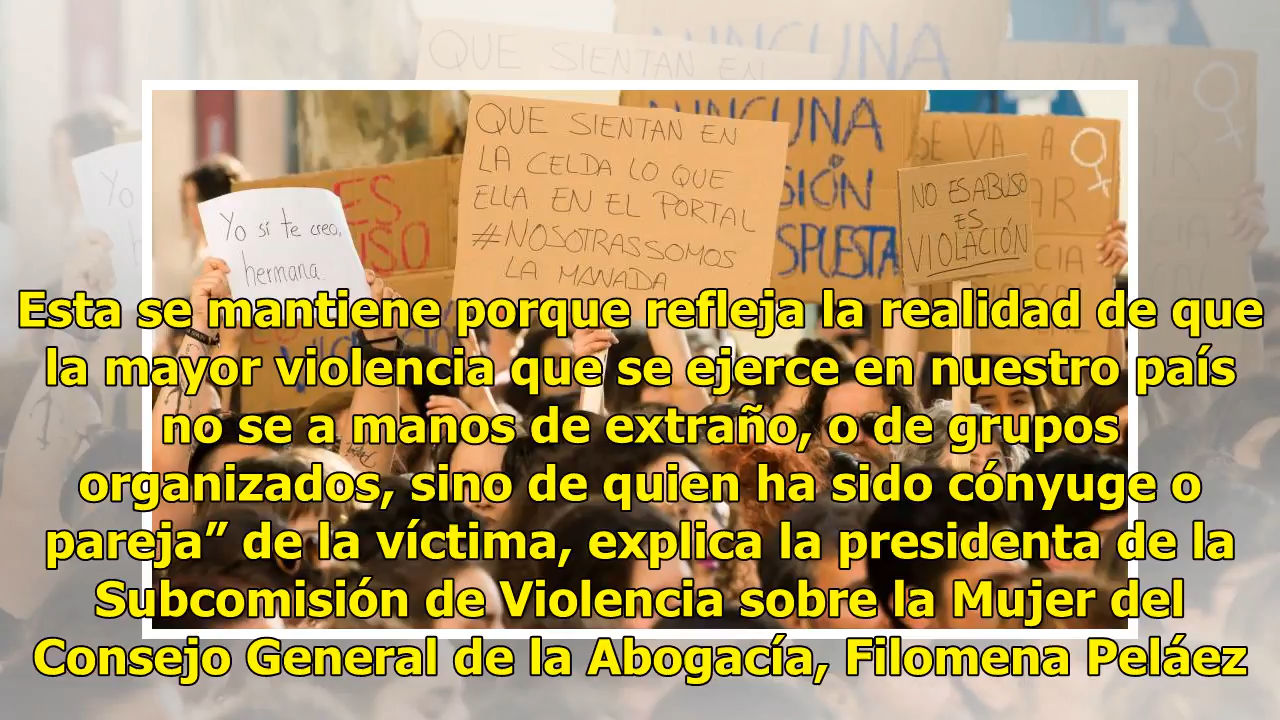 QUE SIENTAN EN
LA CELDA LO QUE
ELLA EN EL PORTAL
#NOSOTRASSOMOS
LA MANADA
Yo sí te creo,
hermana
NINGUNA
SPUESTA
SE VA A
NO ES ABUSO
ES
VIOLACIÓN
Esta se mantiene porque refleja la realidad de que
la mayor violencia que se ejerce en nuestro país
no se a manos de extraño, o de grupos
organizados, sino de quien ha sido cónyuge o
pareja” de la víctima, explica la presidenta de la
Subcomisión de Violencia sobre la Mujer del
Consejo General de la Abogacía, Filomena Peláez